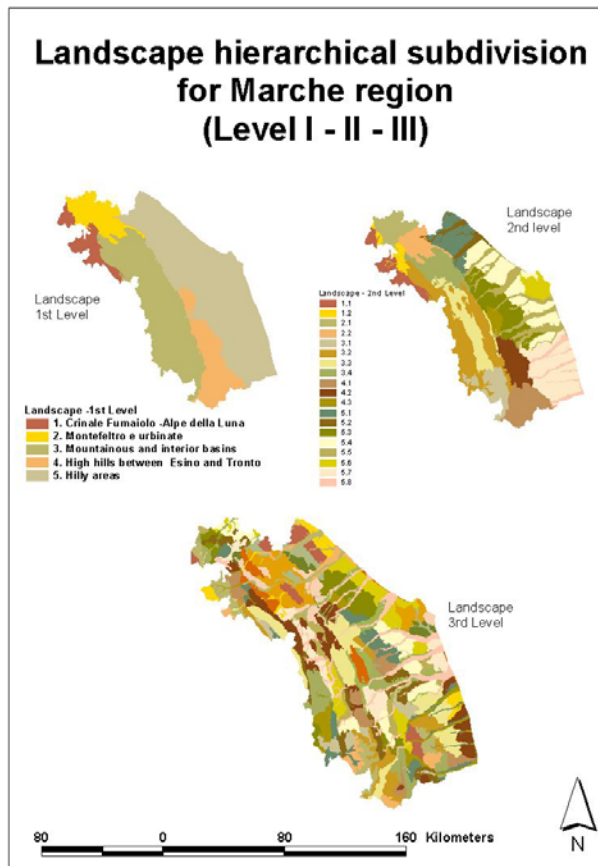 Landscape hierarchical subdivision
for Marche region
(Level I - II - III)
Landscape
1st Level
Landscape -1st Level
1. Crinale Fumaiolo -Alpe della Luna
2. Montefeltro e urbinate
3. Mountainous and interior basins
4. High hills between Esino and Tronto
5. Hilly areas
Landscape
2nd level
Landscape - 2nd Level
1.1
1.2
2.1
2.2
3.1
3.2
3.3
3.4
4.1
4.2
4.3
5.1
5.2
5.3
5.4
5.5
5.6
5.7
5.8
Landscape
3rd Level
80 0 80 160 Kilometers
N